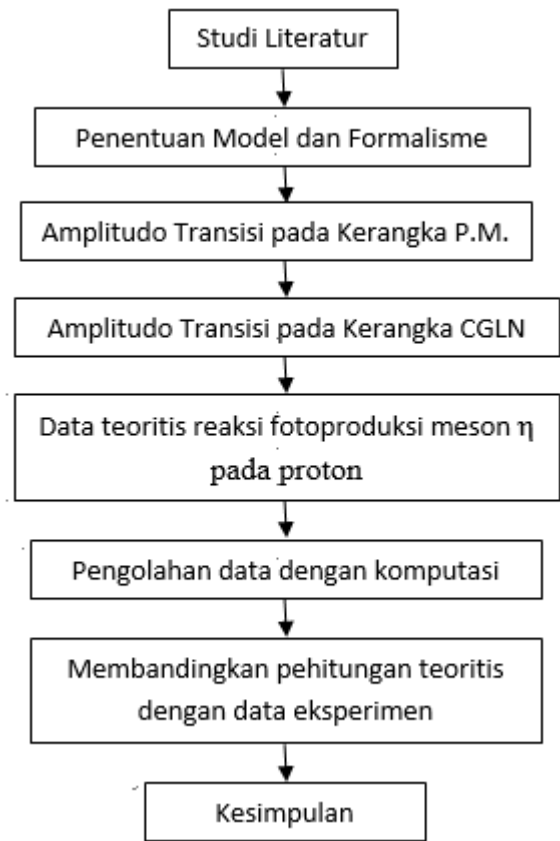 Studi Literatur
Penentuan Model dan Formalisme
Amplitudo Transisi pada Kerangka P.M.
Amplitudo Transisi pada Kerangka CGLN
Data teoritis reaksi fotoproduksi meson η
pada proton
Pengolahan data dengan komputasi
Membandingkan pehitungan teoritis
dengan data eksperimen
Kesimpulan